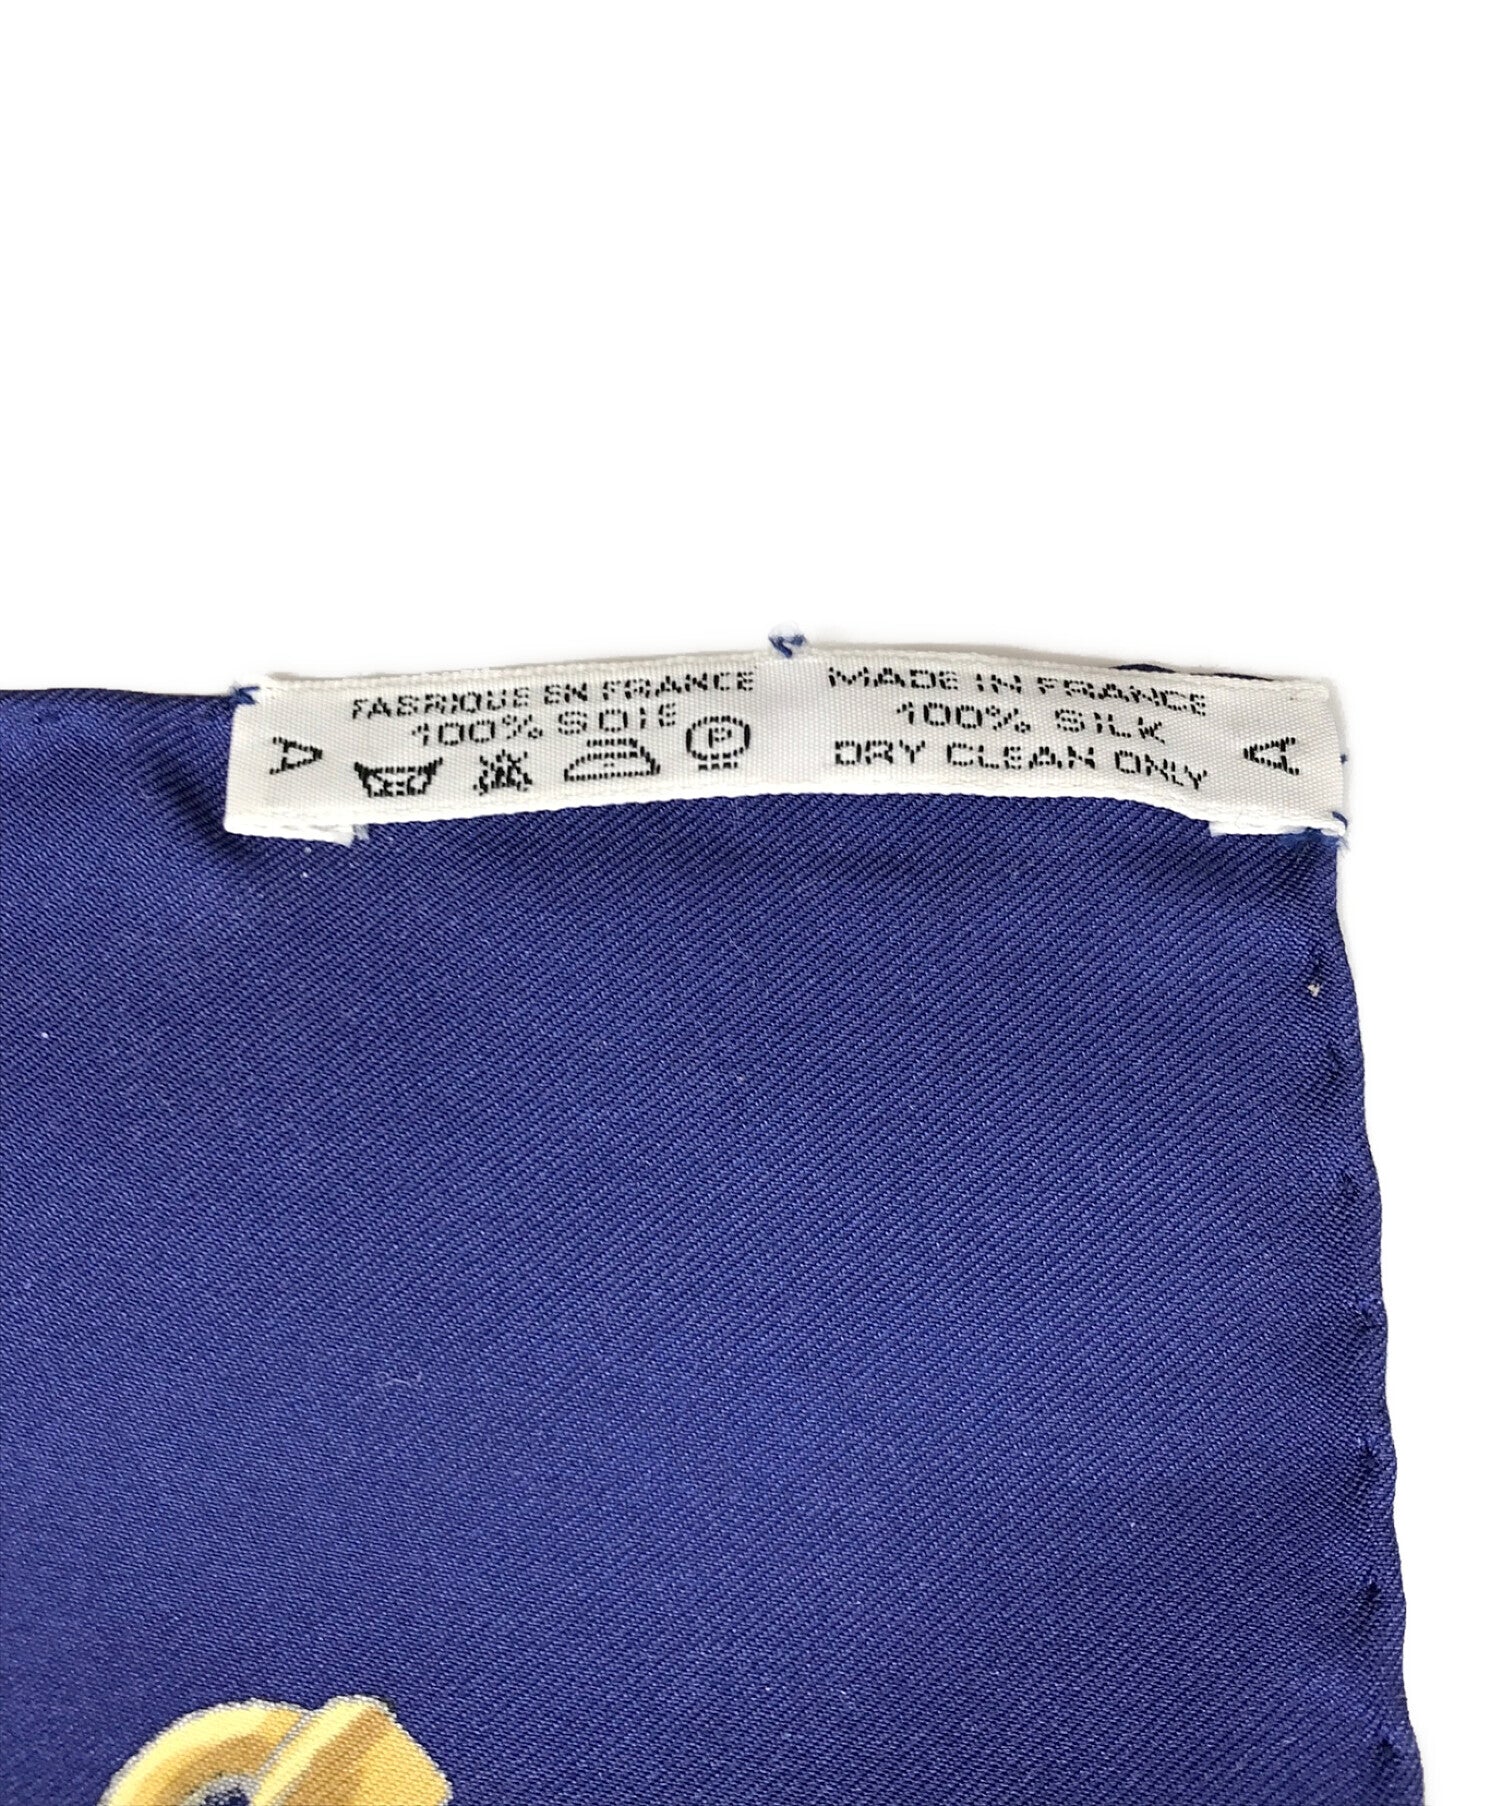 FABRIQUE EN FRANCE
100% SOIE
A
P
MADE IN FRANCE
100% SILK
DRY CLEAN ONLY
A